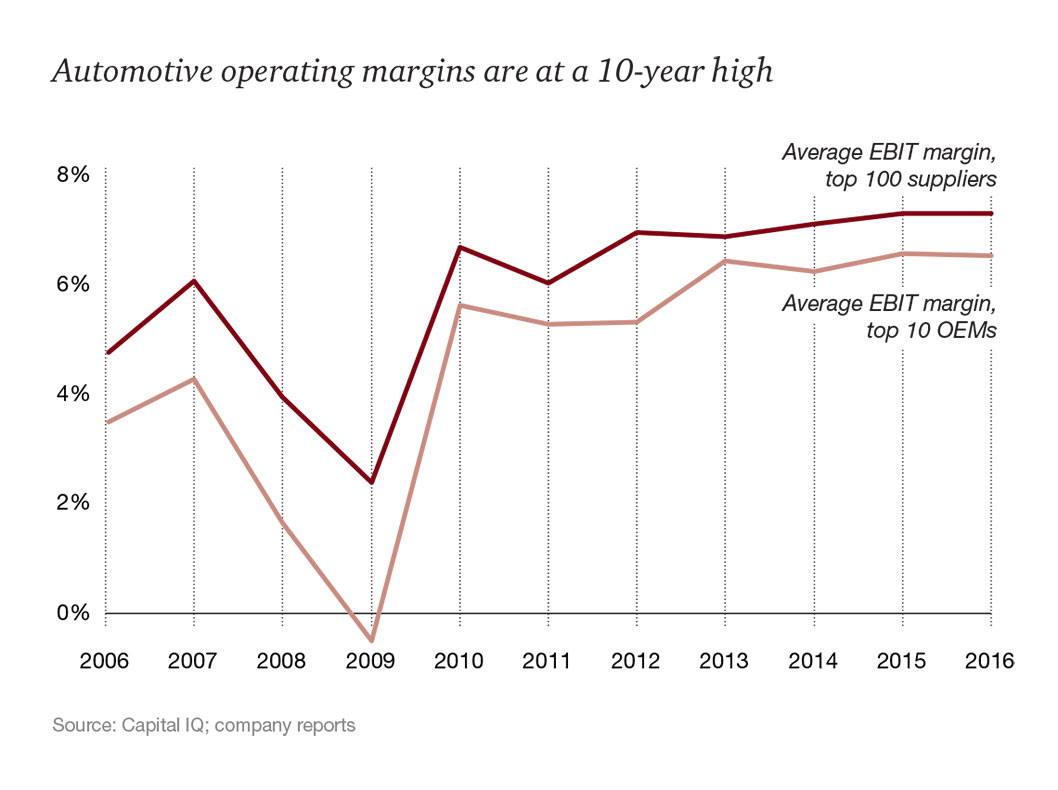 Automotive operating margins are at a 10-year high
Average EBIT margin,
top 100 suppliers
8%
6%
Average EBIT margin,
top 10 OEMs
4%
2%
0%
2006 2007 2008 2009 2010 2011 2012 2013 2014 2015 2016
Source: Capital IQ; company reports